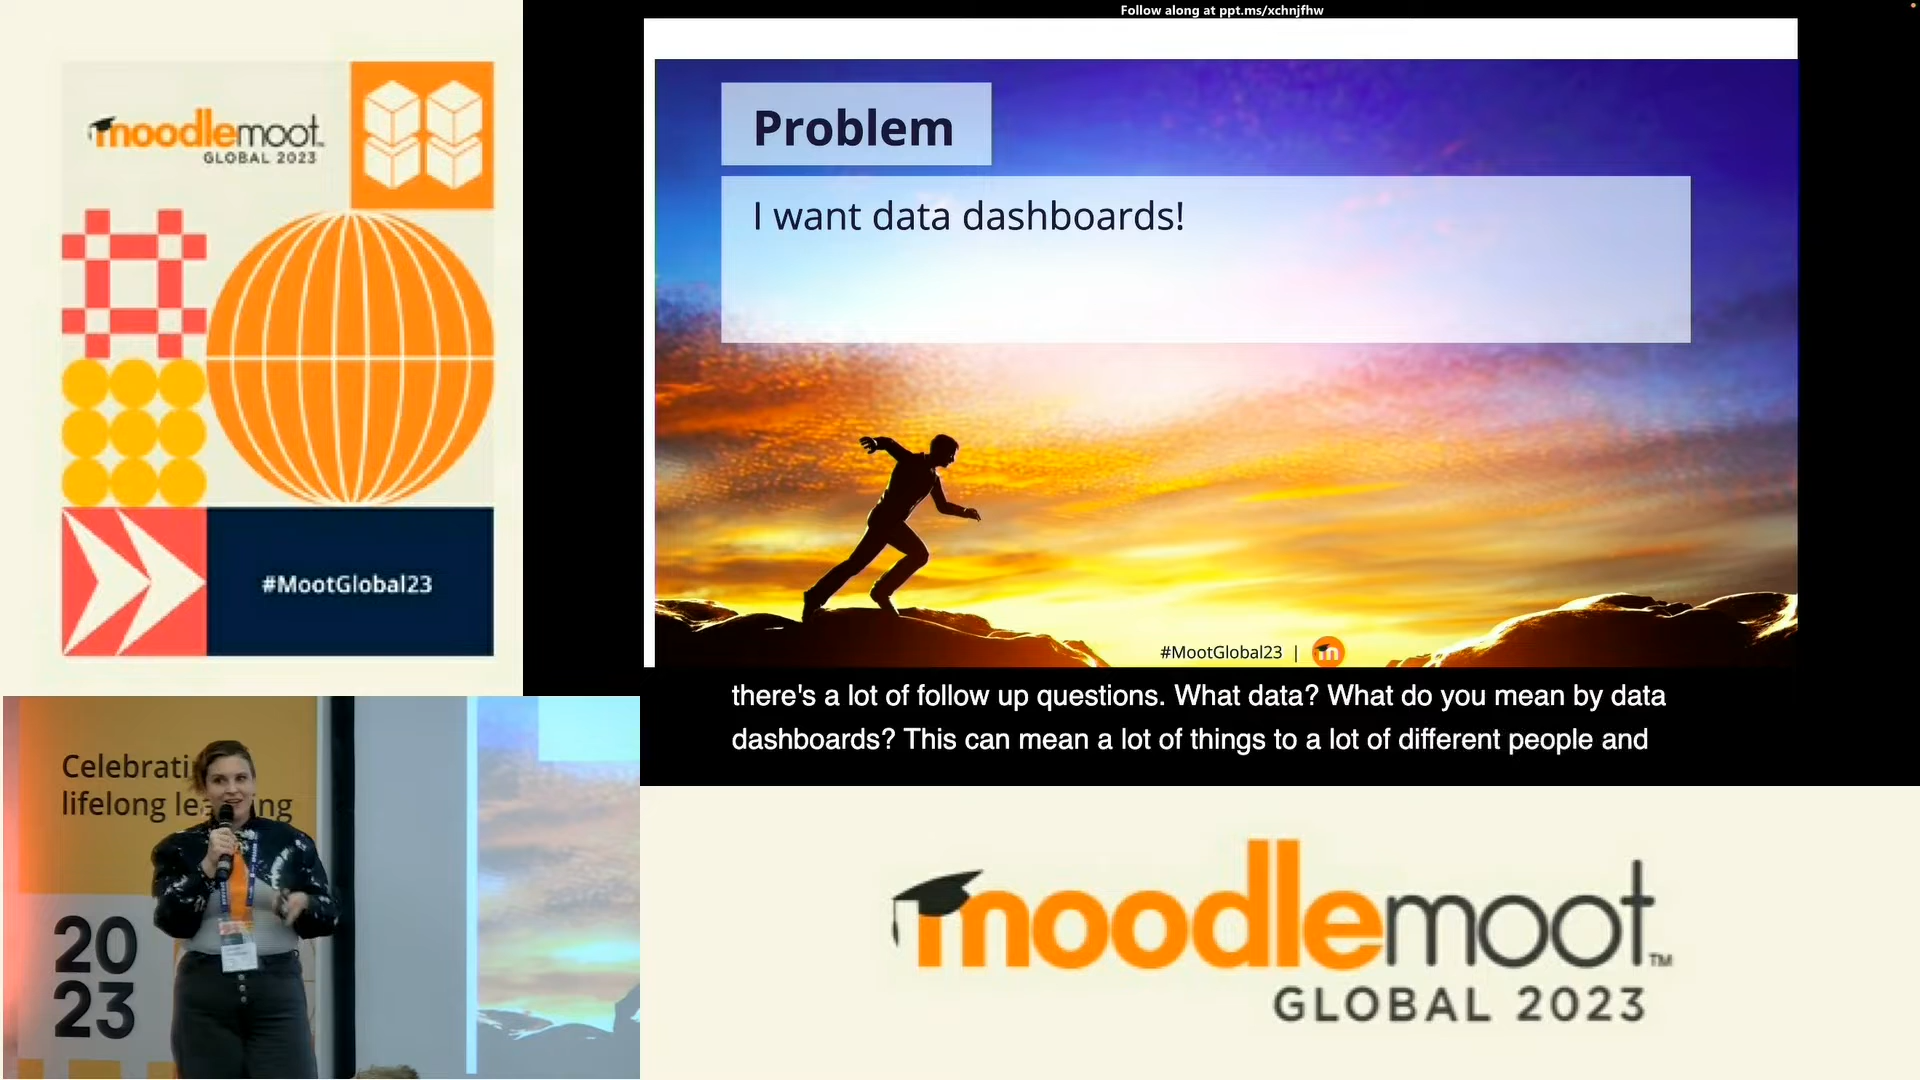 Follow along at ppt.ms/xchnjfhw
moodlemoot
GLOBAL 2023
#MootGlobal23
Problem
I want data dashboards!
#MootGlobal23 | m
there's a lot of follow up questions. What data? What do you mean by data
dashboards? This can mean a lot of things to a lot of different people and
Celebrati
lifelong le ng
20
23
moodlemoot™
GLOBAL 2023